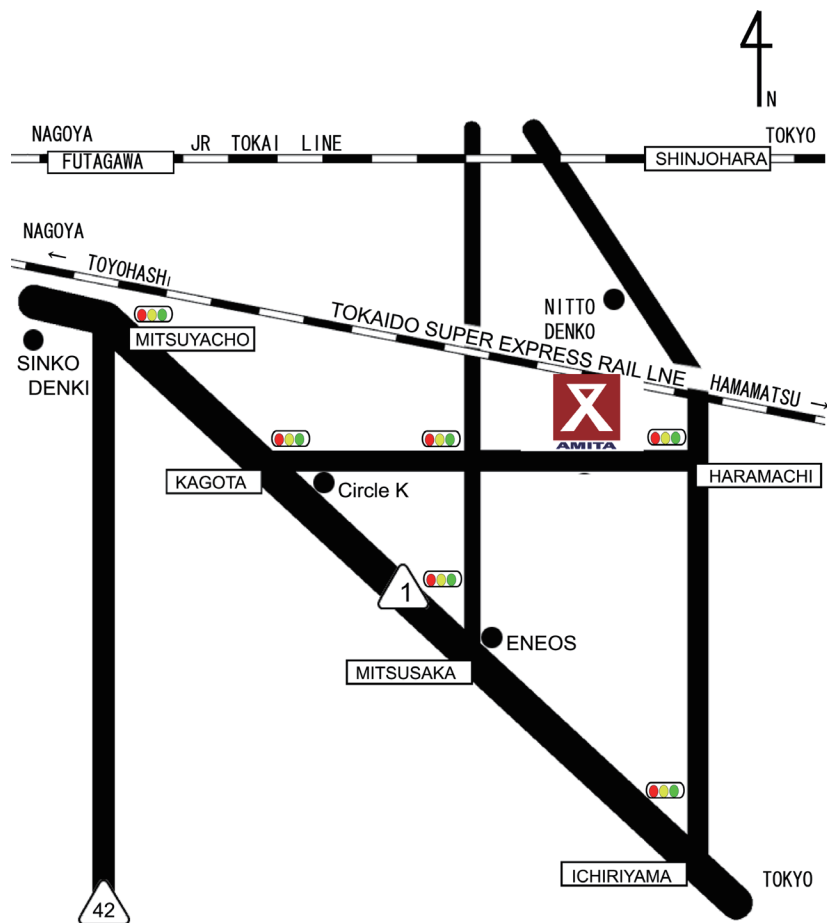 N
NAGOYA
JR TOKAI LINE
TOKYO
FUTAGAWA
SHINJOHARA
NAGOYA
← TOYOHASHI
NITTO
DENKO
TOKAIDO SUPER EXPRESS RAIL LNE
HAMAMATSU →
MITSUYACHO
SINKO
DENKI
AMITA
KAGOTA
Circle K
HARAMACHI
1
ENEOS
MITSUSAKA
ICHIRIYAMA
TOKYO
42